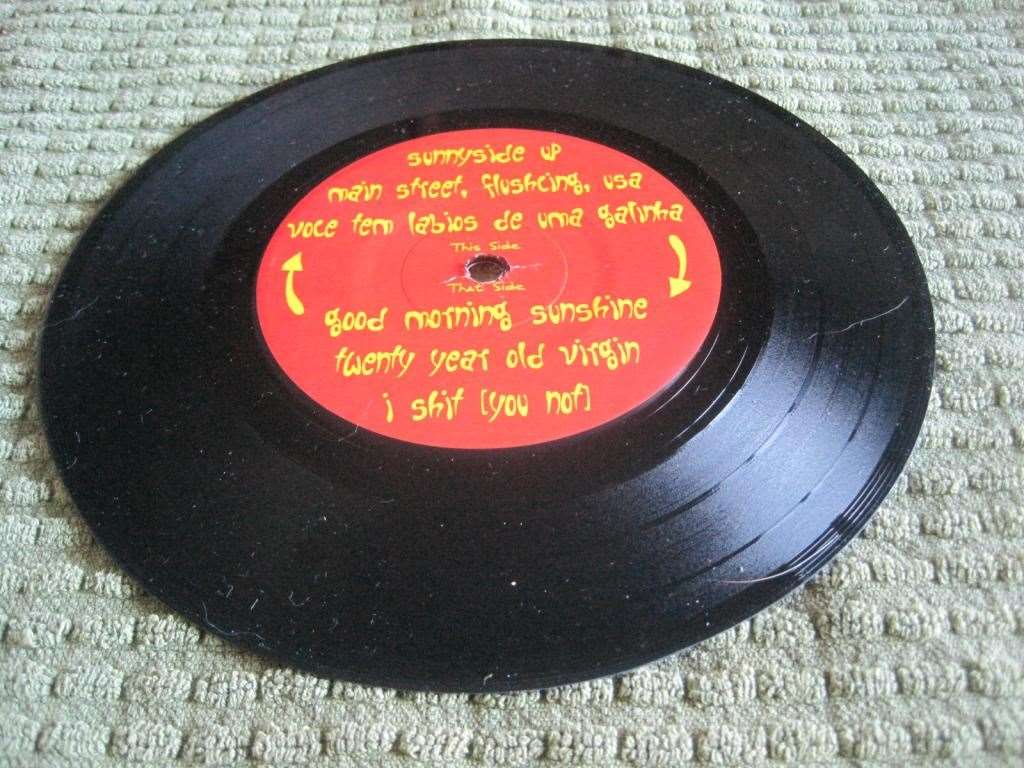 sunnyside up
main street, flushcing, usa
voce tem labios de uma galinha
This Side
That Side
good morning sunshine
twenty year old virgin
i shit [you not]